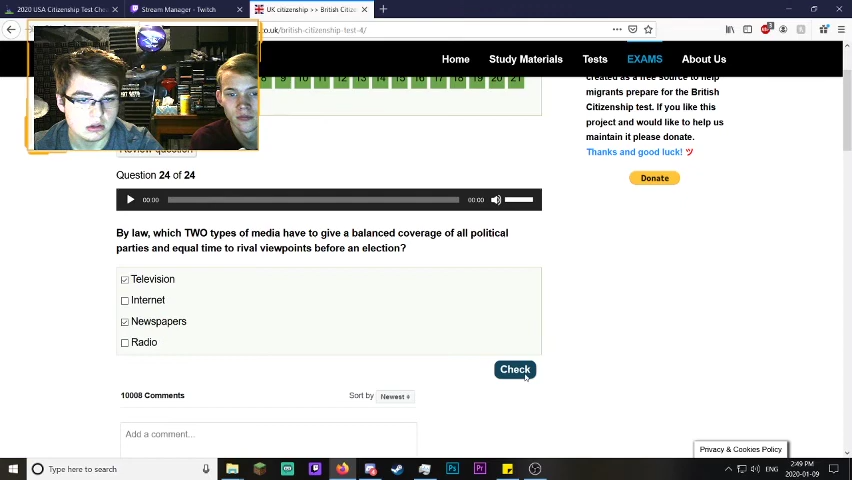 2020 USA Citizenship Test Che
Stream Manager - Twitch
UK citizenship >> British Citiz
.co.uk/british-citizenship-test-4/
Home Study Materials Tests EXAMS About Us
8 9 10 11 12 13 14 15 16 17 18 19 20 21
created as a free source to help
migrants prepare for the British
Citizenship test. If you like this
project and would like to help us
maintain it please donate.
Thanks and good luck! ツ
Donate
Review question
Question 24 of 24
00:00 00:00
By law, which TWO types of media have to give a balanced coverage of all political
parties and equal time to rival viewpoints before an election?
Television
Internet
Newspapers
Radio
Check
10008 Comments
Sort by Newest
Add a comment...
Privacy & Cookies Policy
Type here to search
Ps Pr
ENG
2:49 PM
2020-01-09